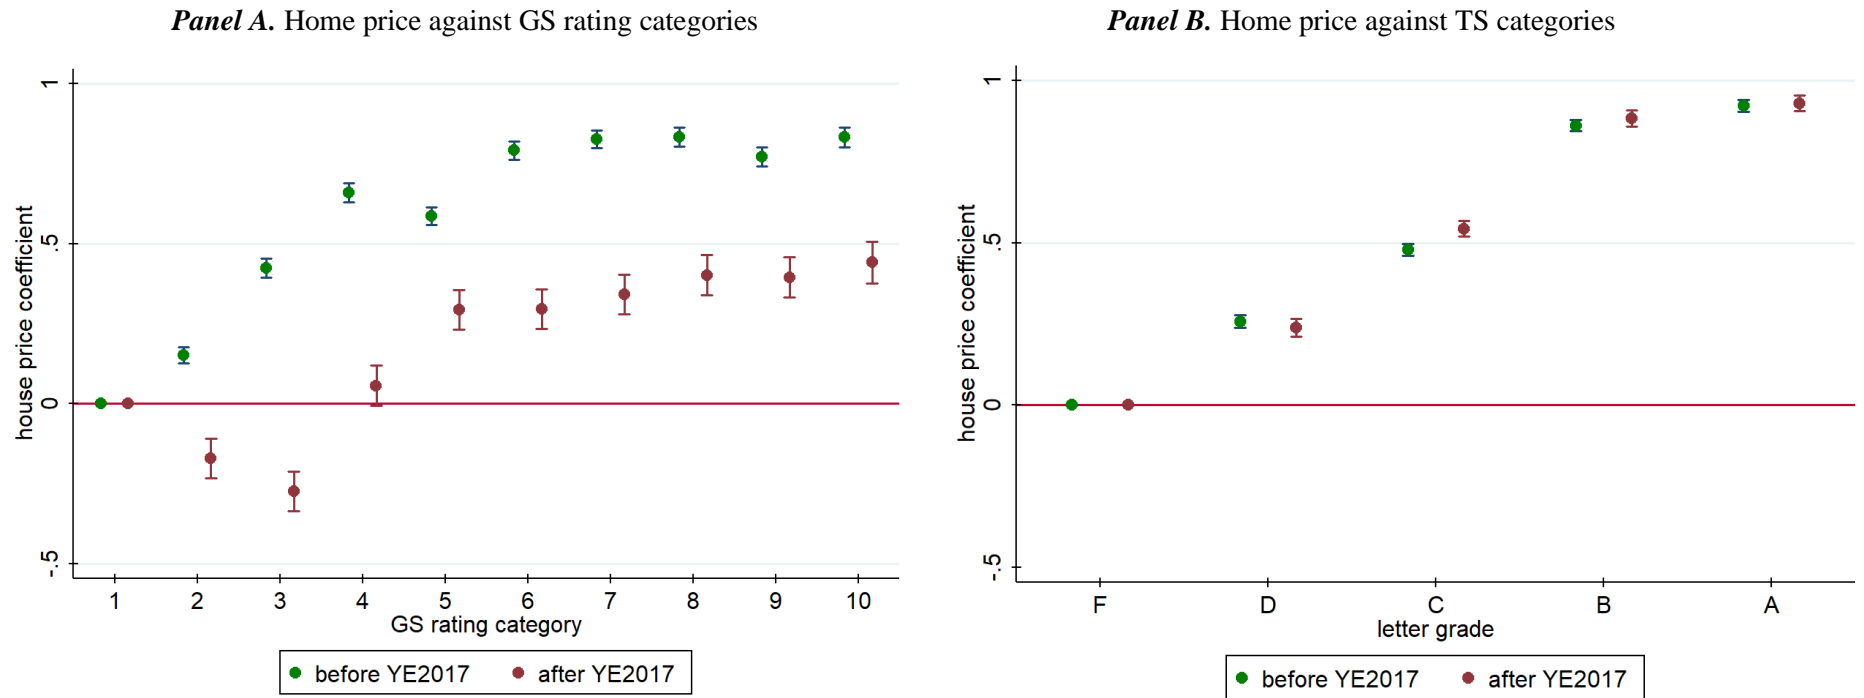 Panel A. Home price against GS rating categories
house price coefficient
1
.5
0
-.5
1 2 3 4 5 6 7 8 9 10
GS rating category
before YE2017 after YE2017
Panel B. Home price against TS categories
house price coefficient
1
.5
0
-.5
F D C B A
letter grade
before YE2017 after YE2017